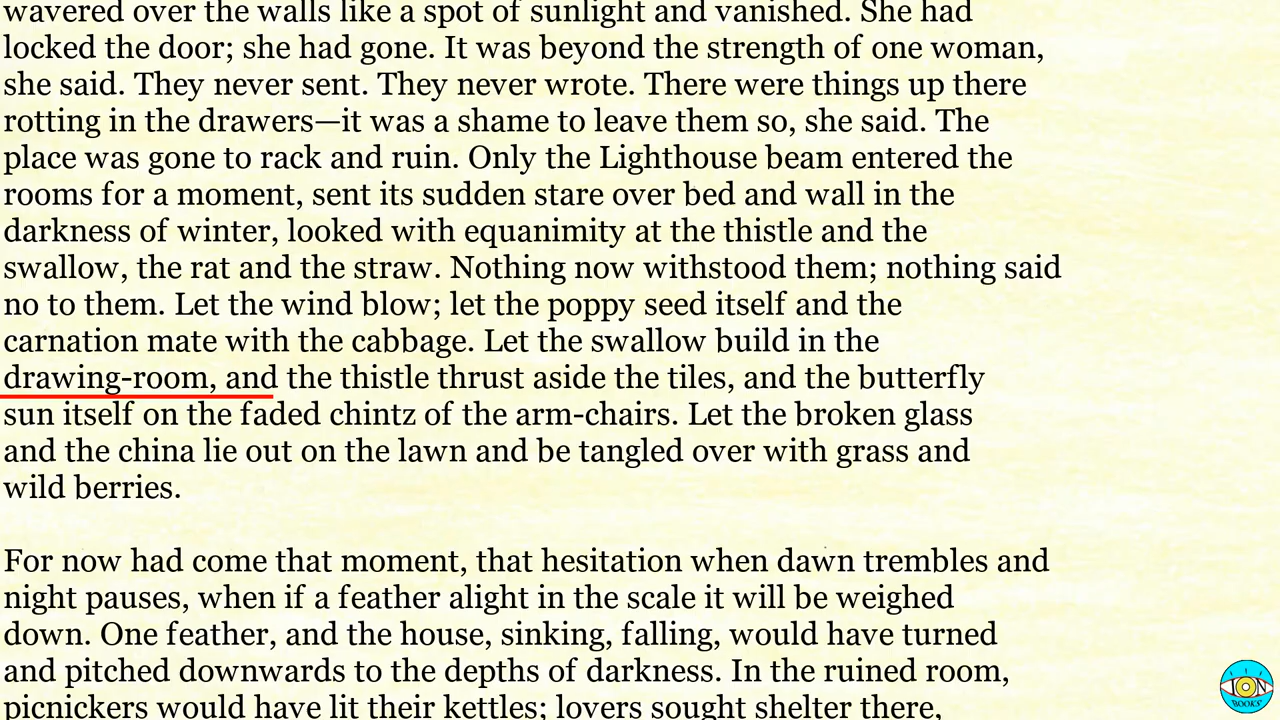 wavered over the walls like a spot of sunlight and vanished. She had
locked the door; she had gone. It was beyond the strength of one woman,
she said. They never sent. They never wrote. There were things up there
rotting in the drawers—it was a shame to leave them so, she said. The
place was gone to rack and ruin. Only the Lighthouse beam entered the
rooms for a moment, sent its sudden stare over bed and wall in the
darkness of winter, looked with equanimity at the thistle and the
swallow, the rat and the straw. Nothing now withstood them; nothing said
no to them. Let the wind blow; let the poppy seed itself and the
carnation mate with the cabbage. Let the swallow build in the
drawing-room, and the thistle thrust aside the tiles, and the butterfly
sun itself on the faded chintz of the arm-chairs. Let the broken glass
and the china lie out on the lawn and be tangled over with grass and
wild berries.
For now had come that moment, that hesitation when dawn trembles and
night pauses, when if a feather alight in the scale it will be weighed
down. One feather, and the house, sinking, falling, would have turned
and pitched downwards to the depths of darkness. In the ruined room,
picnickers would have lit their kettles; lovers sought shelter there,
ION
BOOKS